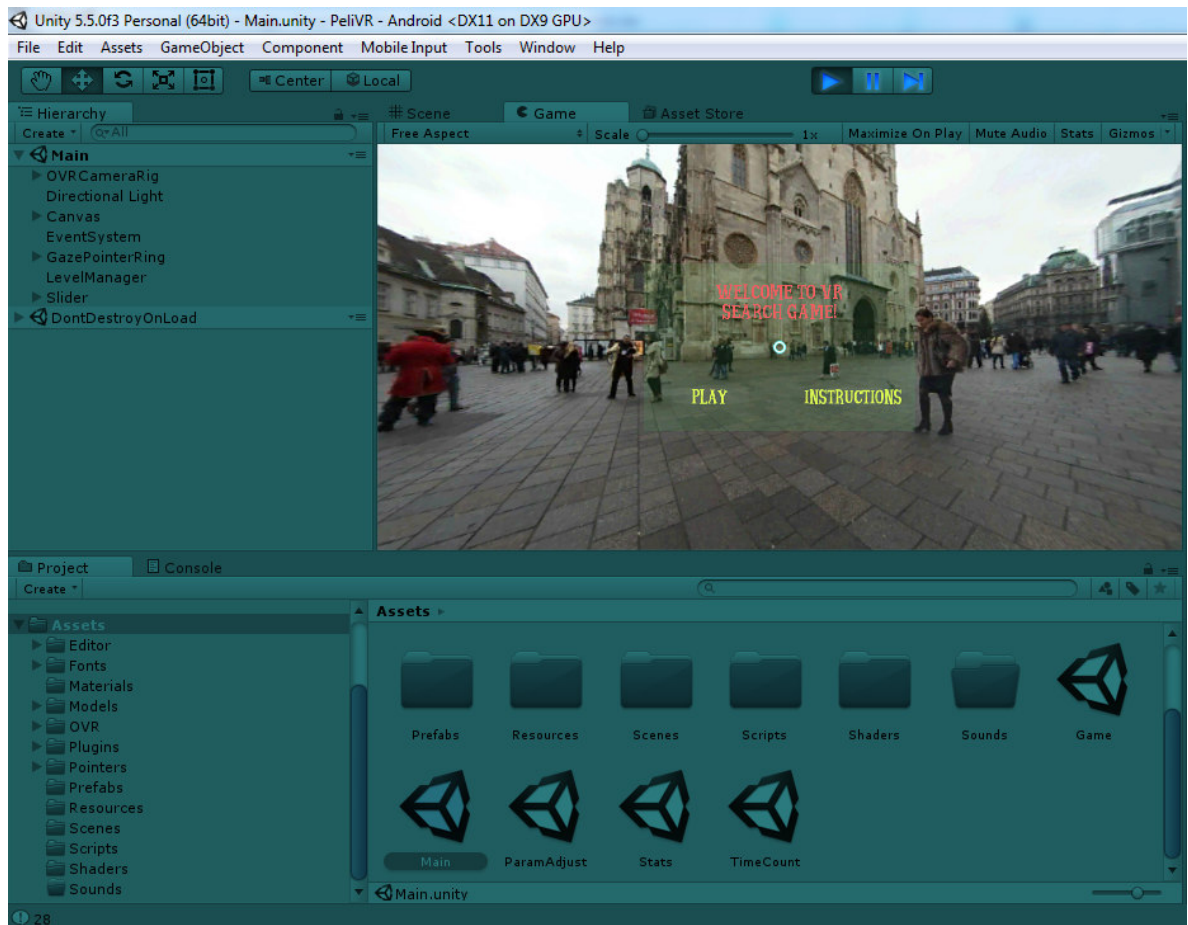 Unity 5.5.0f3 Personal (64bit) - Main.unity - PeliVR - Android <DX11 on DX9 GPU>
File Edit Assets GameObject Component Mobile Input Tools Window Help
Center Local
Hierarchy
Create All
Main
OVRCameraRig
Directional Light
Canvas
EventSystem
GazePointerRing
LevelManager
Slider
DontDestroyOnLoad
Scene Game Asset Store
Free Aspect Scale 1x Maximize On Play Mute Audio Stats Gizmos
WELCOME TO VR
SEARCH GAME!
PLAY INSTRUCTIONS
Project Console
Create
Assets
Editor
Fonts
Materials
Models
OVR
Plugins
Pointers
Prefabs
Resources
Scenes
Scripts
Shaders
Sounds
Assets
Prefabs Resources Scenes Scripts Shaders Sounds Game
Main ParamAdjust Stats TimeCount
Main.unity
28